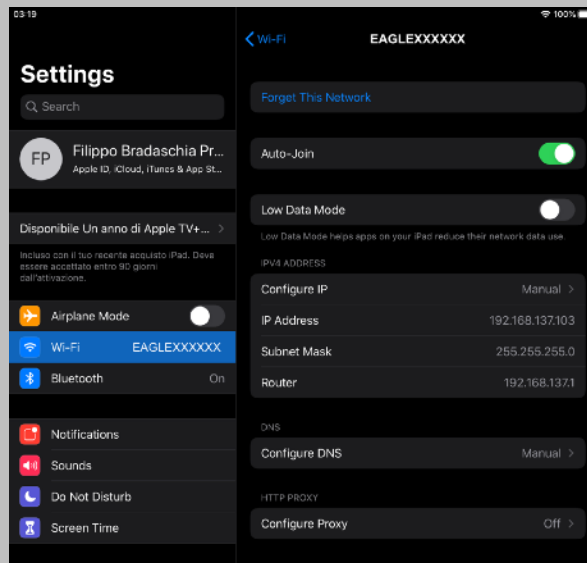 03:19
100%
Settings
Search
FP
Filippo Bradaschia Pr...
Apple ID, iCloud, iTunes & App St...
Disponibile Un anno di Apple TV+...
Incluso con il tuo recente acquisto iPad. Deve
essere accettato entro 90 giorni
dall'attivazione.
Airplane Mode
Wi-Fi EAGLEXXXXXX
Bluetooth On
Notifications
Sounds
Do Not Disturb
Screen Time
Wi-Fi
EAGLEXXXXXX
Forget This Network
Auto-Join
Low Data Mode
Low Data Mode helps apps on your iPad reduce their network data use.
IPV4 ADDRESS
Configure IP Manual
IP Address 192.168.137.103
Subnet Mask 255.255.255.0
Router 192.168.137.1
DNS
Configure DNS Manual
HTTP PROXY
Configure Proxy Off